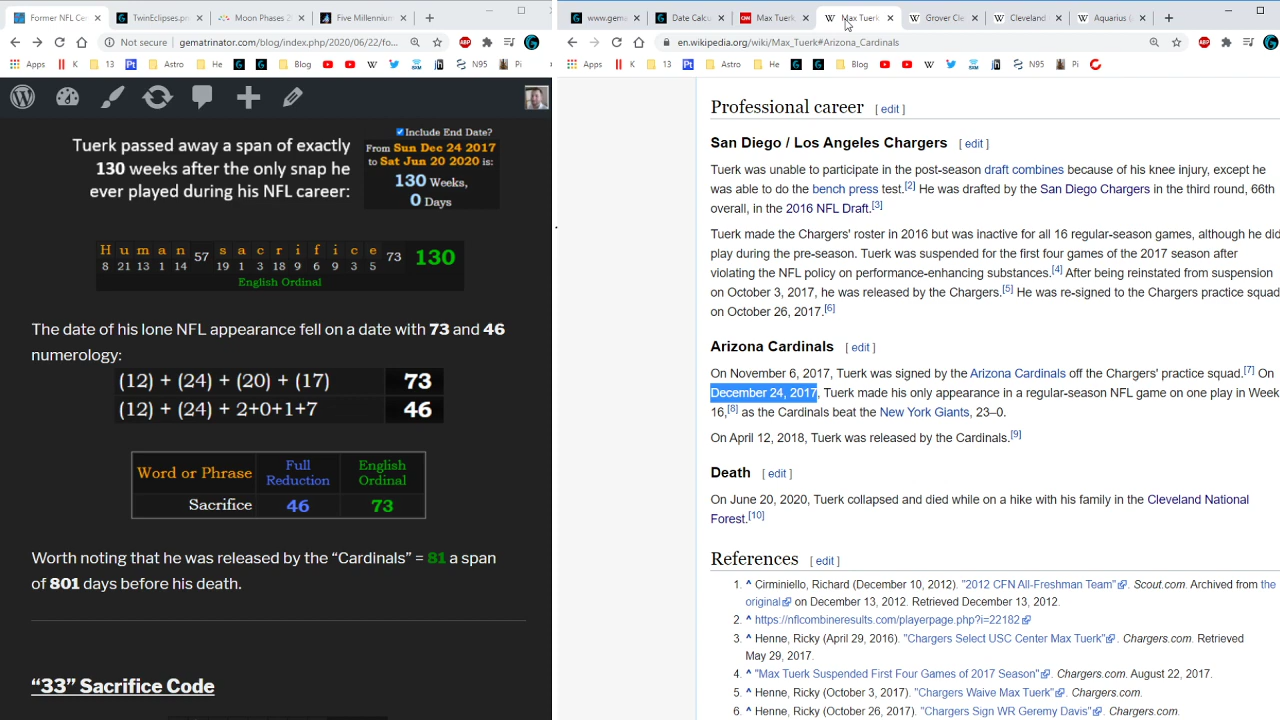 Former NFL Cen
TwinEclipses.pn
Moon Phases 2
Five Millennium
Not secure
gematrinator.com/blog/index.php/2020/06/22/fo...
Apps
K
13
Pt
Astro
He
Blog
N95
Pi
Tuerk passed away a span of exactly
130 weeks after the only snap he
ever played during his NFL career:
Include End Date?
From Sun Dec 24 2017
to Sat Jun 20 2020 is:
130 Weeks,
0 Days
H u m a n 57 s a c r i f i c e 73 130
8 21 13 1 14 19 1 3 18 9 6 9 3 5
English Ordinal
The date of his lone NFL appearance fell on a date with 73 and 46
numerology:
(12) + (24) + (20) + (17) 73
(12) + (24) + 2+0+1+7 46
Word or Phrase Full Reduction English Ordinal
Sacrifice 46 73
Worth noting that he was released by the “Cardinals” = 81 a span
of 801 days before his death.
“33” Sacrifice Code
www.gema
Date Calcu
Max Tuerk,
Max Tuerk
Grover Cle
Cleveland
Aquarius (a
en.wikipedia.org/wiki/Max_Tuerk#Arizona_Cardinals
Apps
K
13
Pt
Astro
He
Blog
N95
Pi
Professional career [ edit ]
San Diego / Los Angeles Chargers [ edit ]
Tuerk was unable to participate in the post-season draft combines because of his knee injury, except he
was able to do the bench press test.[2] He was drafted by the San Diego Chargers in the third round, 66th
overall, in the 2016 NFL Draft.[3]
Tuerk made the Chargers' roster in 2016 but was inactive for all 16 regular-season games, although he did
play during the pre-season. Tuerk was suspended for the first four games of the 2017 season after
violating the NFL policy on performance-enhancing substances.[4] After being reinstated from suspension
on October 3, 2017, he was released by the Chargers.[5] He was re-signed to the Chargers practice squad
on October 26, 2017.[6]
Arizona Cardinals [ edit ]
On November 6, 2017, Tuerk was signed by the Arizona Cardinals off the Chargers' practice squad.[7] On
December 24, 2017, Tuerk made his only appearance in a regular-season NFL game on one play in Week
16,[8] as the Cardinals beat the New York Giants, 23–0.
On April 12, 2018, Tuerk was released by the Cardinals.[9]
Death [ edit ]
On June 20, 2020, Tuerk collapsed and died while on a hike with his family in the Cleveland National
Forest.[10]
References [ edit ]
1. ^ Cirminiello, Richard (December 10, 2012). "2012 CFN All-Freshman Team". Scout.com. Archived from the
original on December 13, 2012. Retrieved December 13, 2012.
2. ^ https://nflcombineresults.com/playerpage.php?i=22182
3. ^ Henne, Ricky (April 29, 2016). "Chargers Select USC Center Max Tuerk". Chargers.com. Retrieved
May 29, 2017.
4. ^ "Max Tuerk Suspended First Four Games of 2017 Season". Chargers.com. August 22, 2017.
5. ^ Henne, Ricky (October 3, 2017). "Chargers Waive Max Tuerk". Chargers.com.
6. ^ Henne, Ricky (October 26, 2017). "Chargers Sign WR Geremy Davis". Chargers.com.